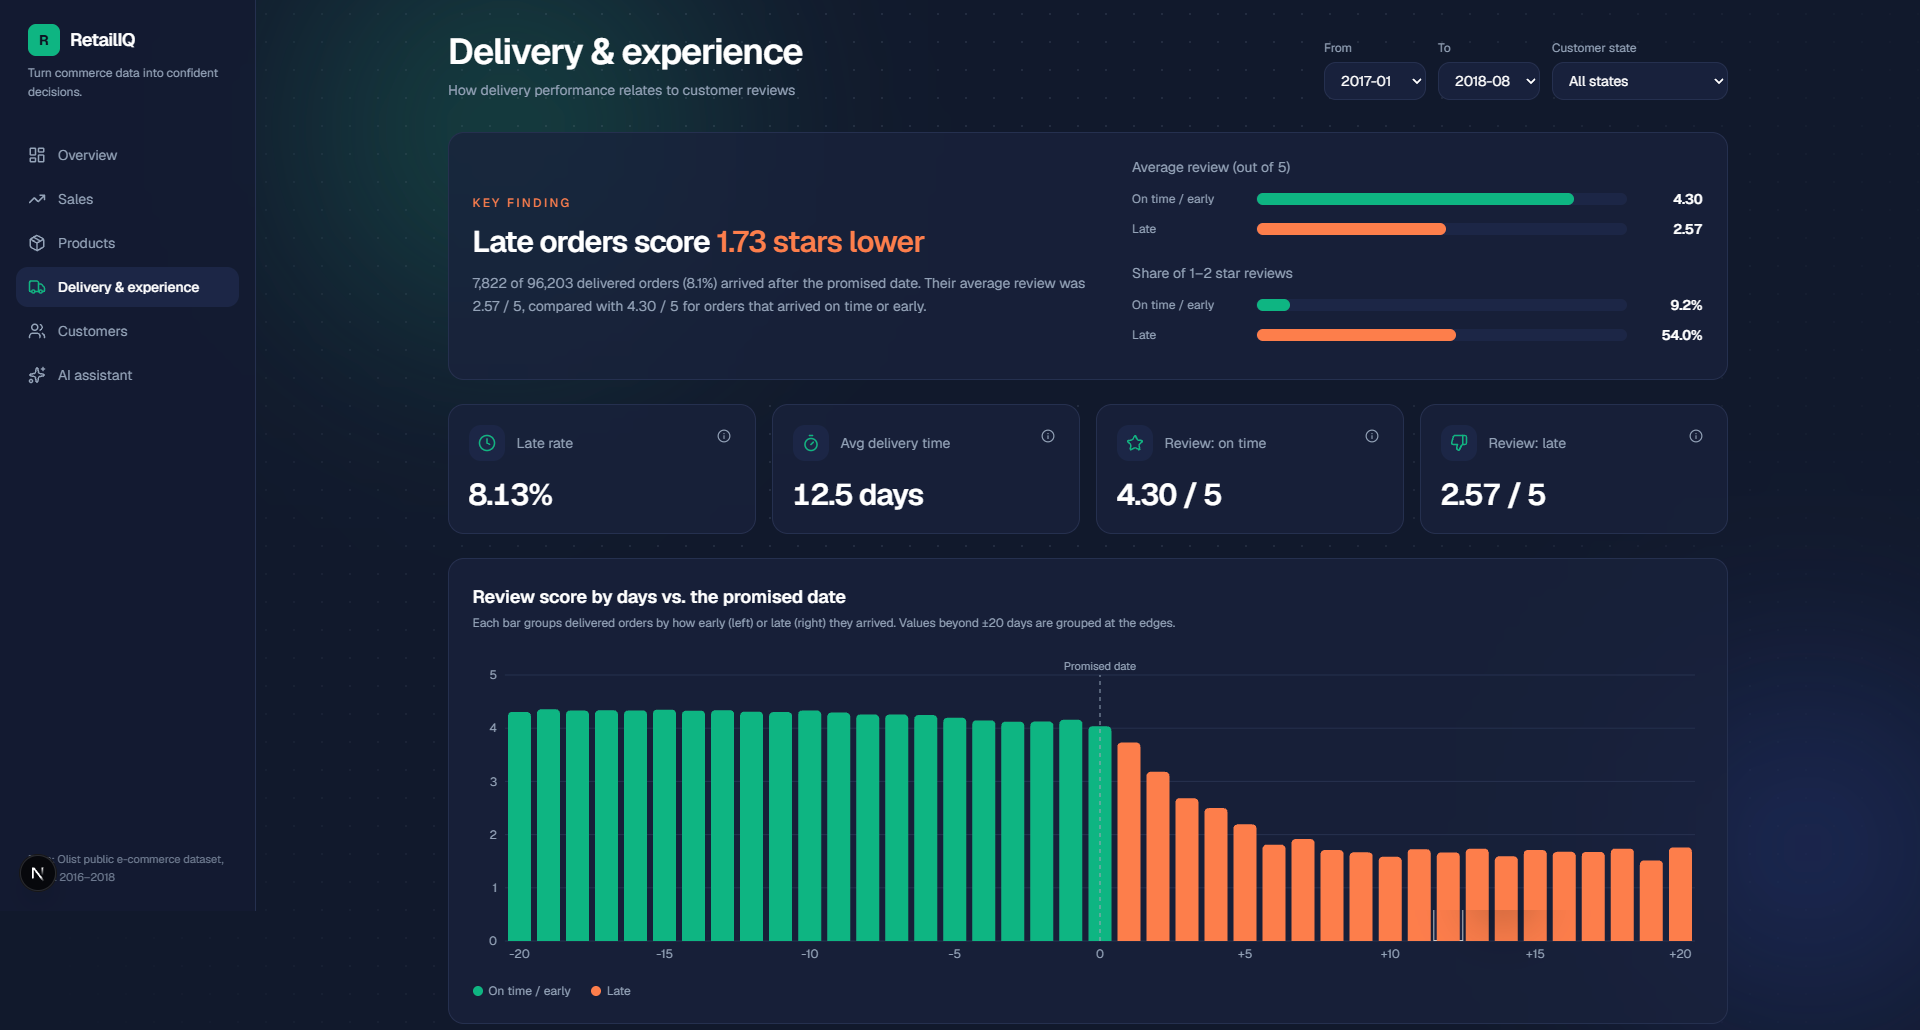 R
RetailIQ
Turn commerce data into confident
decisions.
Overview
Sales
Products
Delivery & experience
Customers
AI assistant
Olist public e-commerce dataset,
2016–2018
N
Delivery & experience
How delivery performance relates to customer reviews
From
To
Customer state
2017-01
2018-08
All states
KEY FINDING
Late orders score 1.73 stars lower
7,822 of 96,203 delivered orders (8.1%) arrived after the promised date. Their average review was
2.57 / 5, compared with 4.30 / 5 for orders that arrived on time or early.
Average review (out of 5)
On time / early 4.30
Late 2.57
Share of 1–2 star reviews
On time / early 9.2%
Late 54.0%
Late rate
8.13%
Avg delivery time
12.5 days
Review: on time
4.30 / 5
Review: late
2.57 / 5
Review score by days vs. the promised date
Each bar groups delivered orders by how early (left) or late (right) they arrived. Values beyond ±20 days are grouped at the edges.
Promised date
5
4
3
2
1
0
-20 -15 -10 -5 0 +5 +10 +15 +20
On time / early Late